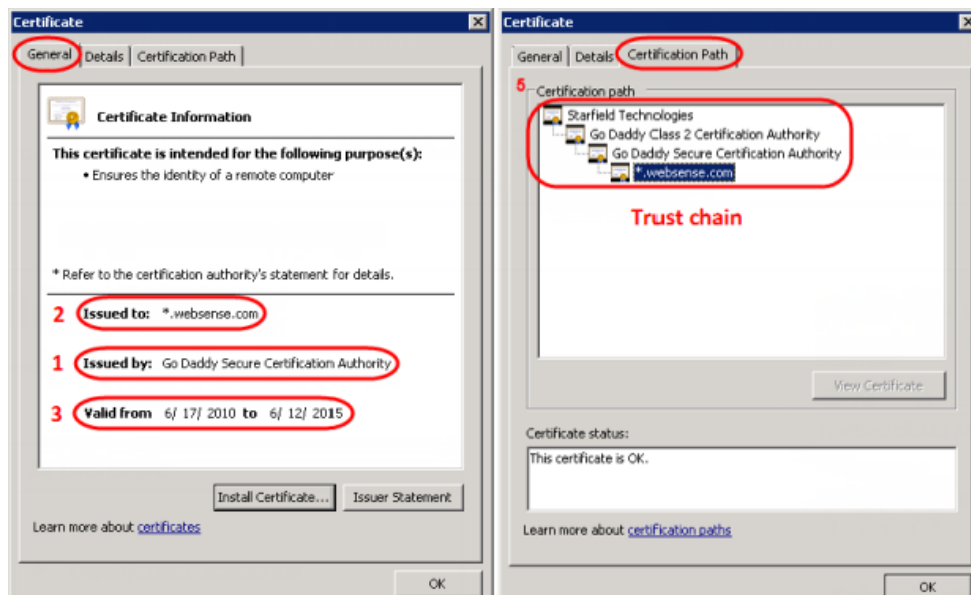 Certificate
General
Details
Certification Path
Certificate Information
This certificate is intended for the following purpose(s):
• Ensures the identity of a remote computer
* Refer to the certification authority's statement for details.
2 Issued to: *.websense.com
1 Issued by: Go Daddy Secure Certification Authority
3 Valid from 6/ 17/ 2010 to 6/ 12/ 2015
Install Certificate...
Issuer Statement
Learn more about certificates
OK
Certificate
General
Details
Certification Path
5 Certification path
Starfield Technologies
Go Daddy Class 2 Certification Authority
Go Daddy Secure Certification Authority
*.websense.com
Trust chain
View Certificate
Certificate status:
This certificate is OK.
Learn more about certification paths
OK